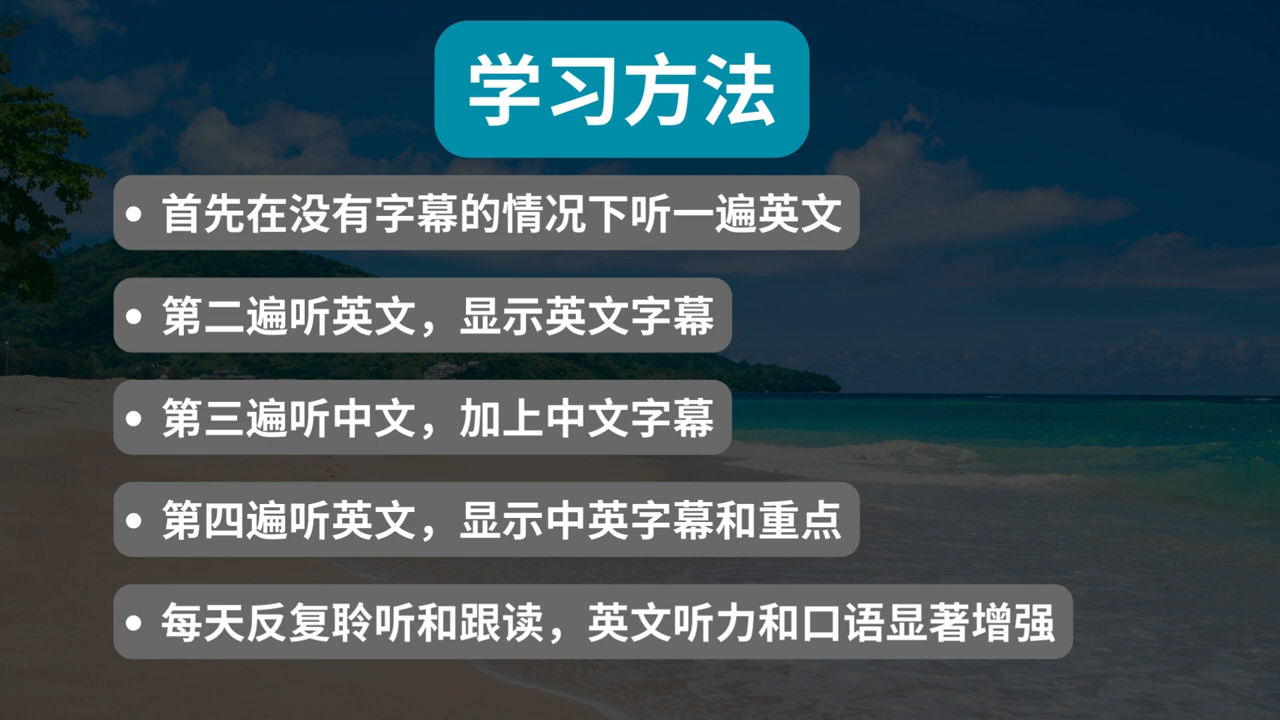 学习方法
• 首先在没有字幕的情况下听一遍英文
• 第二遍听英文，显示英文字幕
• 第三遍听中文，加上中文字幕
• 第四遍听英文，显示中英字幕和重点
• 每天反复聆听和跟读，英文听力和口语显著增强